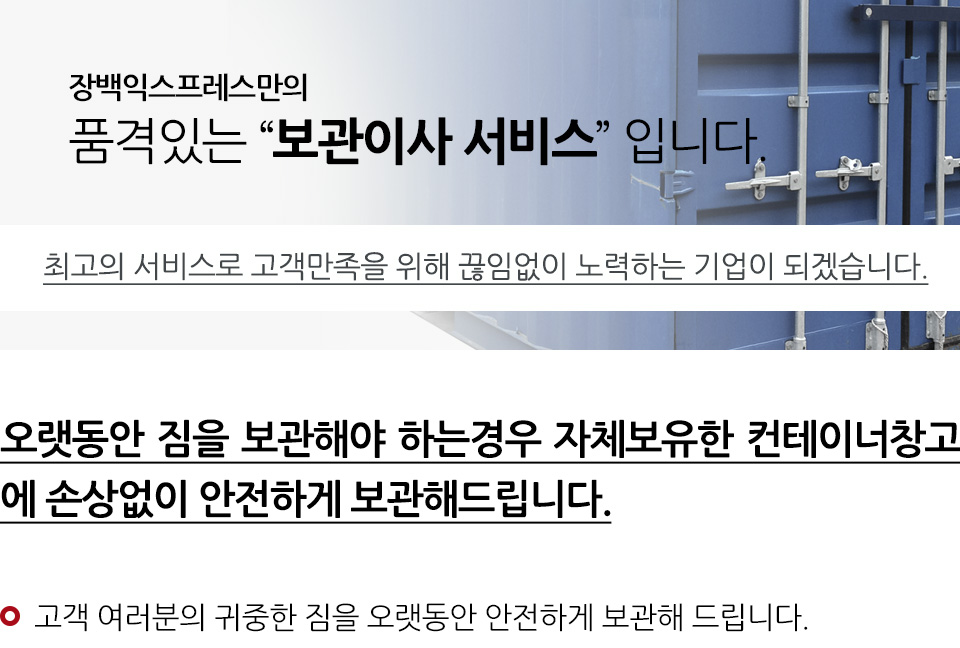 장백익스프레스만의
품격있는 “보관이사 서비스” 입니다.
최고의 서비스로 고객만족을 위해 끊임없이 노력하는 기업이 되겠습니다.
오랫동안 짐을 보관해야 하는경우 자체보유한 컨테이너창고
에 손상없이 안전하게 보관해드립니다.
고객 여러분의 귀중한 짐을 오랫동안 안전하게 보관해 드립니다.